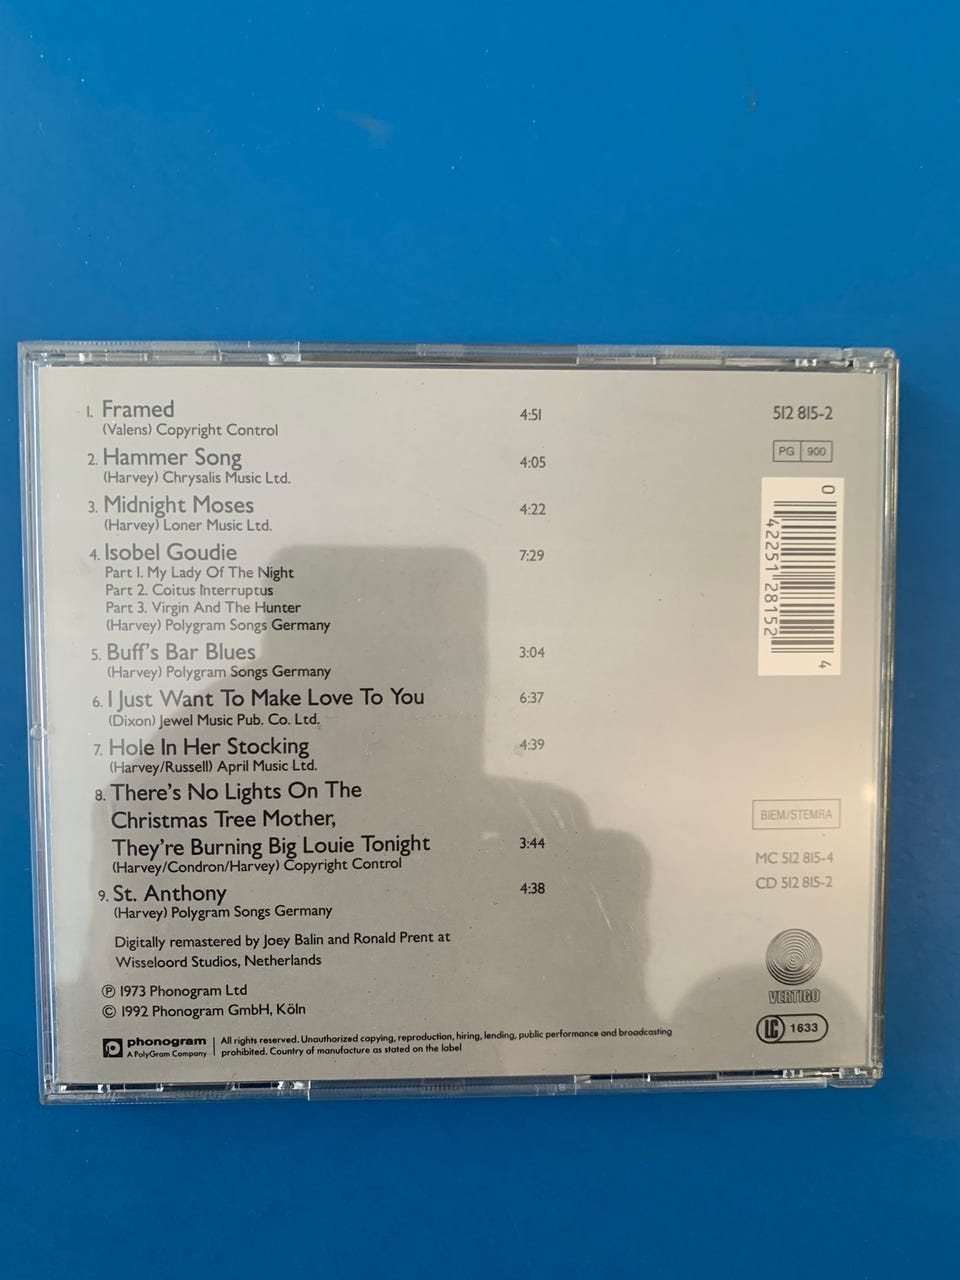 1. Framed 4:51
(Valens) Copyright Control
2. Hammer Song 4:05
(Harvey) Chrysalis Music Ltd.
3. Midnight Moses 4:22
(Harvey) Loner Music Ltd.
4. Isobel Goudie 7:29
Part 1. My Lady Of The Night
Part 2. Coitus Interruptus
Part 3. Virgin And The Hunter
(Harvey) Polygram Songs Germany
5. Buff's Bar Blues 3:04
(Harvey) Polygram Songs Germany
6. I Just Want To Make Love To You 6:37
(Dixon) Jewel Music Pub. Co. Ltd.
7. Hole In Her Stocking 4:39
(Harvey/Russell) April Music Ltd.
8. There's No Lights On The
Christmas Tree Mother,
They're Burning Big Louie Tonight 3:44
(Harvey/Condron/Harvey) Copyright Control
9. St. Anthony 4:38
(Harvey) Polygram Songs Germany
Digitally remastered by Joey Balin and Ronald Prent at
Wisseloord Studios, Netherlands
℗ 1973 Phonogram Ltd
© 1992 Phonogram GmbH, Köln
phonogram
A PolyGram Company
All rights reserved. Unauthorized copying, reproduction, hiring, lending, public performance and broadcasting
prohibited. Country of manufacture as stated on the label
512 815-2
PG 900
0 42251 28152 4
BIEM/STEMRA
MC 512 815-4
CD 512 815-2
VERTIGO
LC 1633